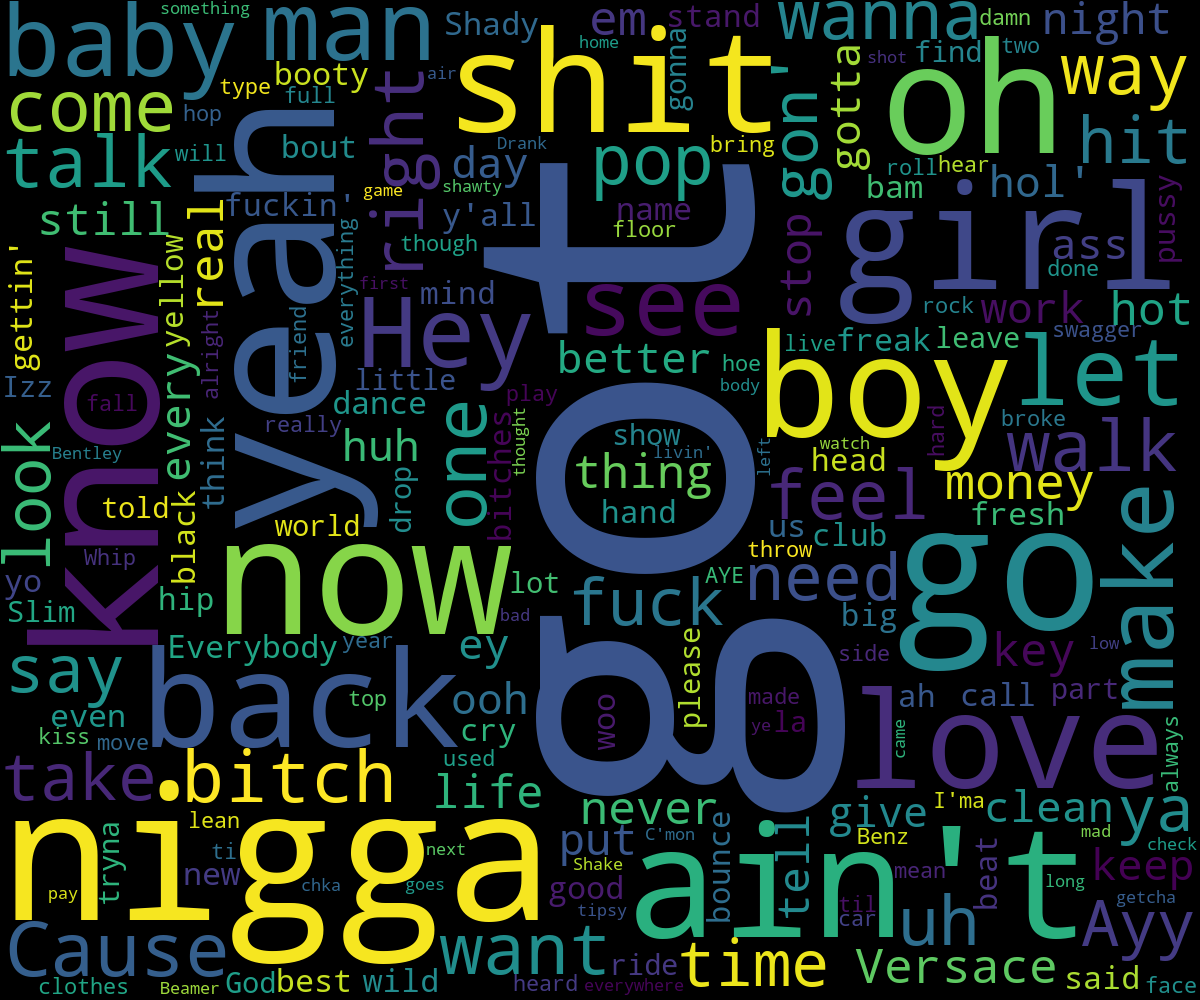 something
baby
man
Shady
em
stand
wanna
damn
night
shit
home
gonna
shot
find
two
oh
way
type
booty
air
right
come
hop
full
yeah
gon'
gotta
hit
talk
will
bout
Drank
bring
day
pop
roll
hear
game
shawty
bam
hol'
pussy
still
real
fuckin'
y'all
name
floor
stop
girl
ass
got
know
gettin'
yellow
everything
though
done
first
mind
see
rock
work
hot
Hey
alright
friend
better
live
freak
leave
swagger
Izz
every
little
hoe
body
boy
let
fall
dance
play
one
look
think
really
huh
bitches
thought
show
livin'
left
watch
hard
broke
walk
Bentley
thing
head
drop
feel
money
make
told
black
world
hand
us
club
fresh
Whip
now
throw
go
yo
hip
lot
fuck
AYE
need
Slim
bad
big
say
Everybody
year
ey
please
side
key
low
back
top
ooh
woo
made
ah
call
part
even
ye
la
love
kiss
move
cry
came
always
used
take
bitch
life
never
give
I'ma
clean
ya
nigga
tryna
lean
ti
new
next
put
C'mon
bounce
tell
Benz
ain't
mad
check
pay
chka
goes
Shake
good
mean
beat
long
keep
tipsy
til
car
uh
getcha
Ayy
Cause
want
time
Versace
clothes
Beamer
God
best
wild
heard
ride
everywhere
said
face